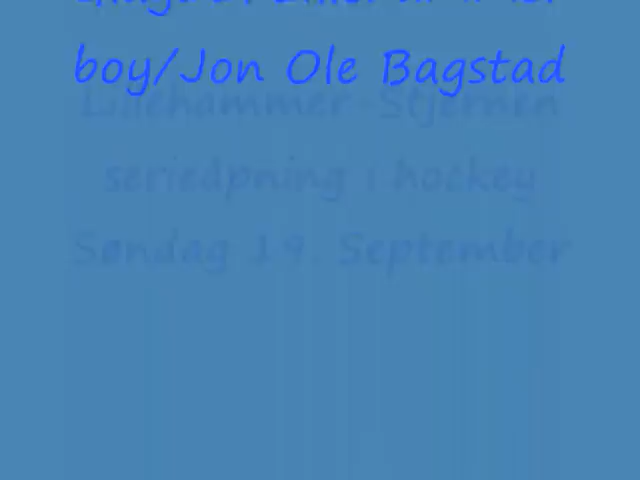 boy/Jon Ole Bagstad
Lillehammer-Stjernen
serieåpning i hockey
Søndag 19. September